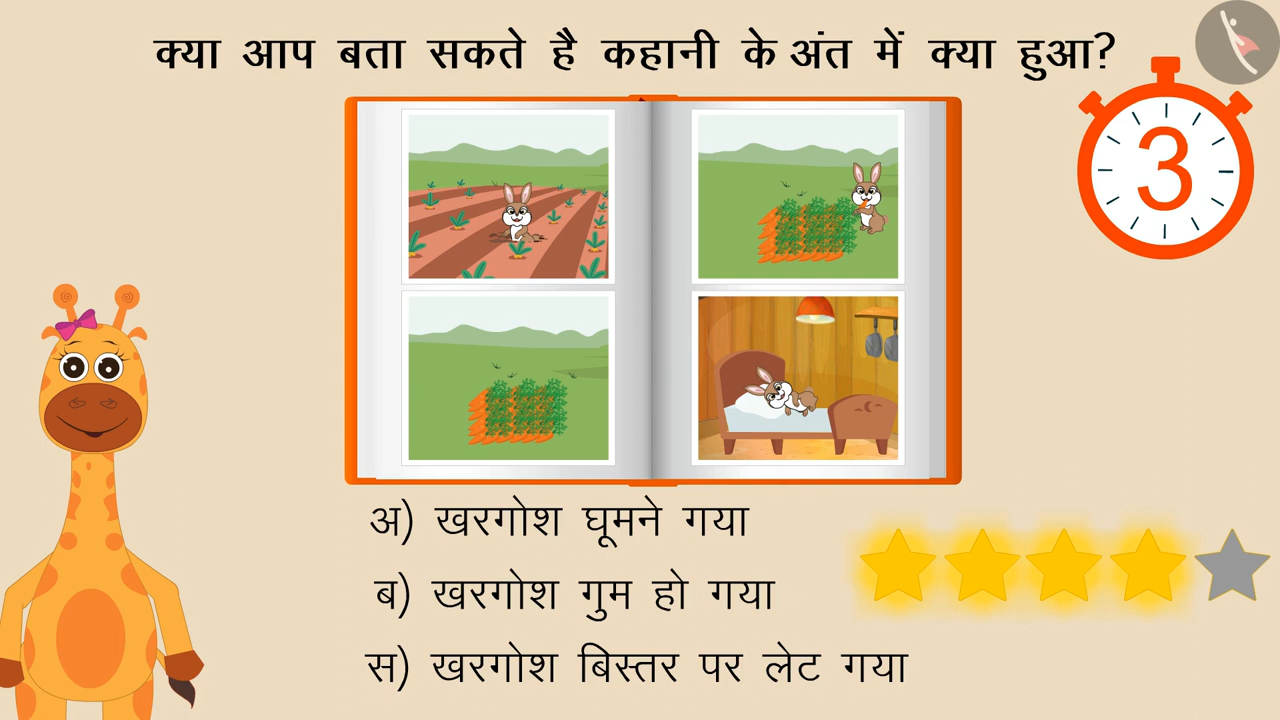 क्या आप बता सकते है कहानी के अंत में क्या हुआ?
3
अ) खरगोश घूमने गया
ब) खरगोश गुम हो गया
स) खरगोश बिस्तर पर लेट गया